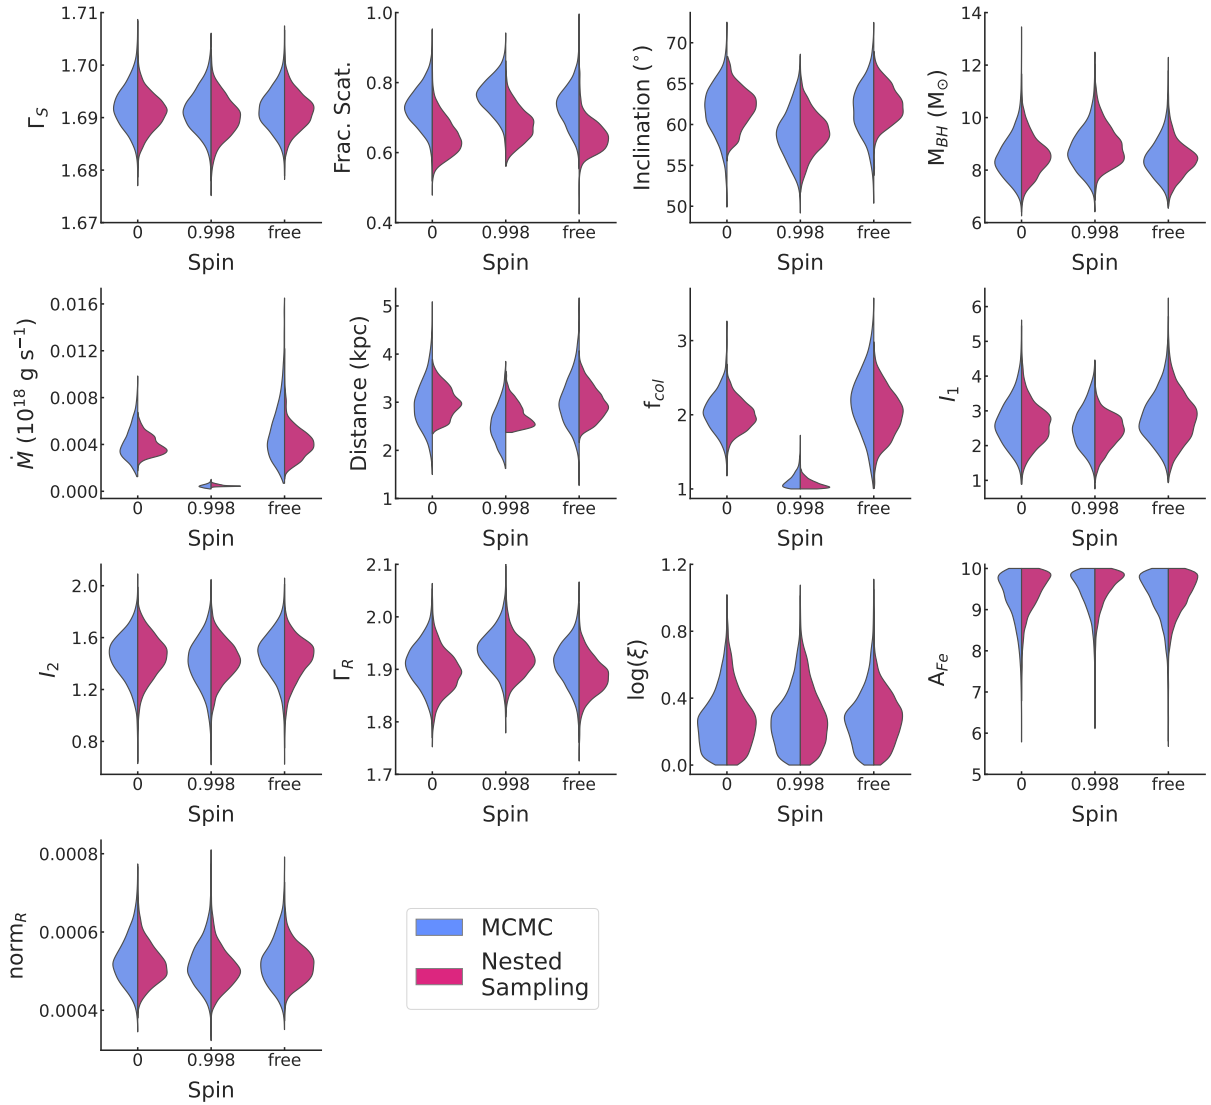 Γ_S
1.71
1.70
1.69
1.68
1.67
0 0.998 free
Spin
Frac. Scat.
1.0
0.8
0.6
0.4
0 0.998 free
Spin
Inclination (°)
70
65
60
55
50
0 0.998 free
Spin
M_BH (M_⊙)
14
12
10
8
6
0 0.998 free
Spin
Ṁ (10^18 g s^−1)
0.016
0.012
0.008
0.004
0.000
0 0.998 free
Spin
Distance (kpc)
5
4
3
2
1
0 0.998 free
Spin
f_col
3
2
1
0 0.998 free
Spin
I_1
6
5
4
3
2
1
0 0.998 free
Spin
I_2
2.0
1.6
1.2
0.8
0 0.998 free
Spin
Γ_R
2.1
2.0
1.9
1.8
1.7
0 0.998 free
Spin
log(ξ)
1.2
0.8
0.4
0.0
0 0.998 free
Spin
A_Fe
10
9
8
7
6
5
0 0.998 free
Spin
norm_R
0.0008
0.0006
0.0004
0 0.998 free
Spin
MCMC
Nested
Sampling